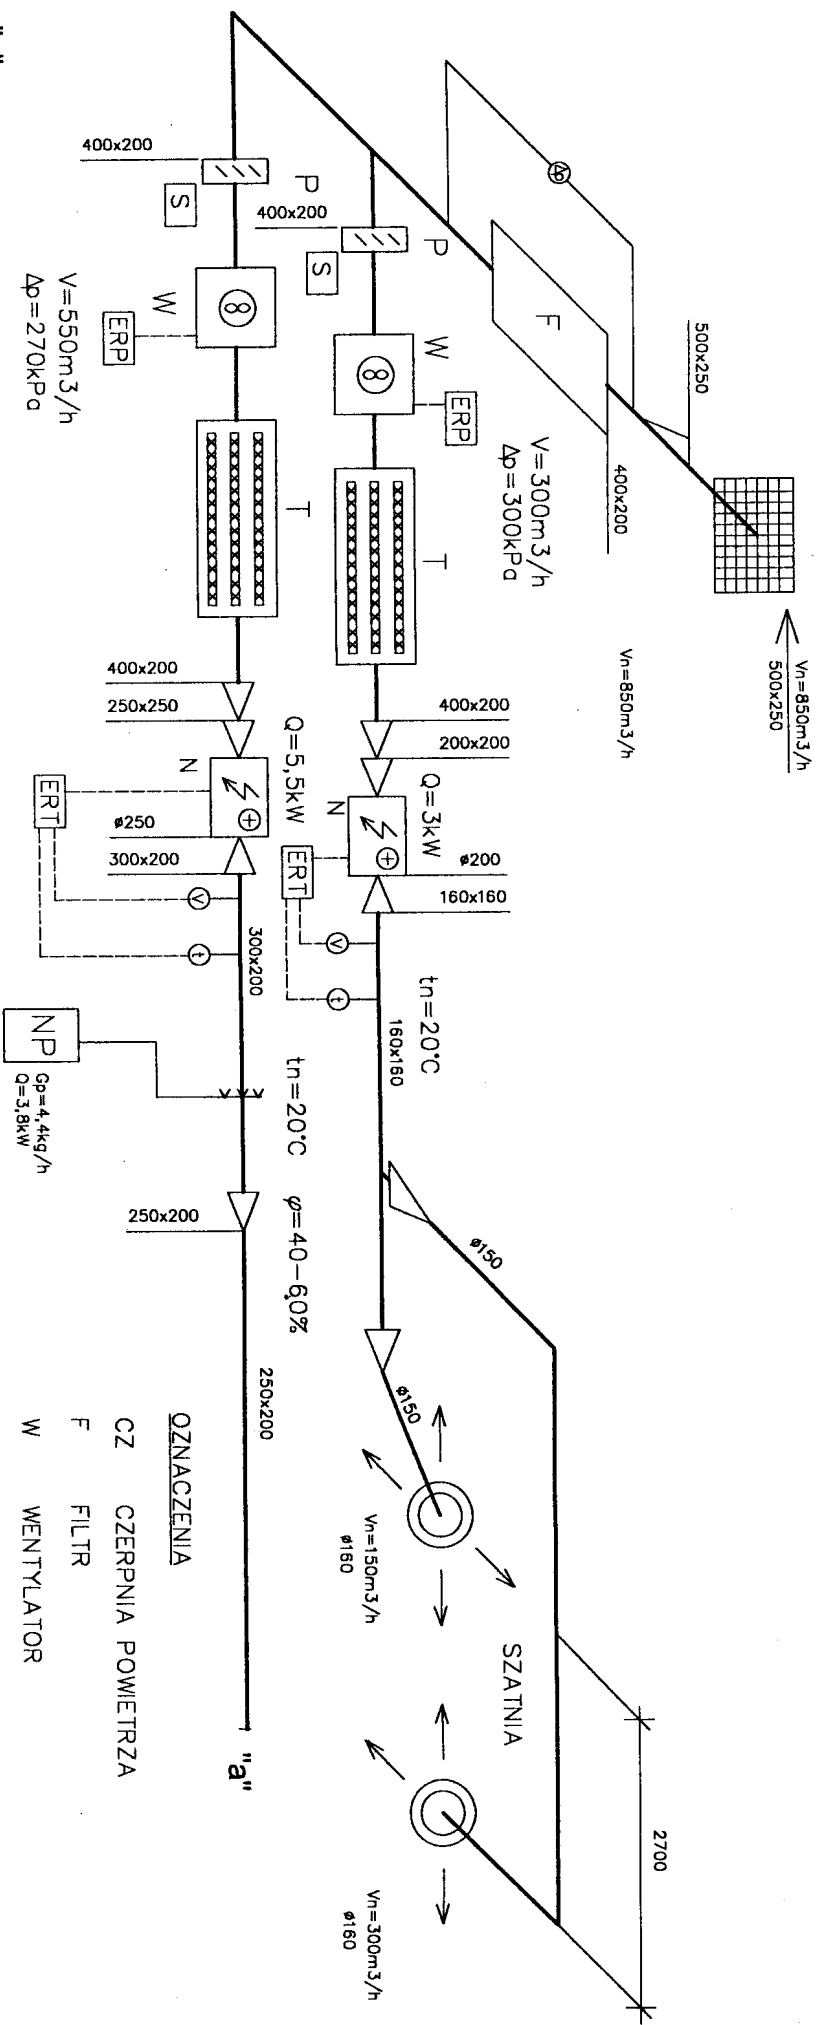 Vn=850m3/h
500x250
500x250
Vn=850m3/h
400x200
Δp
F
V=300m3/h
Δp=300kPa
P
400x200
S
W
8
ERP
T
400x200
200x200
Q=3kW
N
ERT
ø200
160x160
V
t
tn=20°C
160x160
ø150
ø150
Vn=150m3/h
ø160
SZATNIA
2700
Vn=300m3/h
ø160
400x200
P
S
W
8
ERP
V=550m3/h
Δp=270kPa
T
400x200
250x250
Q=5,5kW
N
ERT
ø250
300x200
V
t
300x200
NP
Gp=4,4kg/h
Q=3,8kW
tn=20°C φ=40-60%
250x200
250x200
"a"
OZNACZENIA
CZ CZERPNIA POWIETRZA
F FILTR
W WENTYLATOR